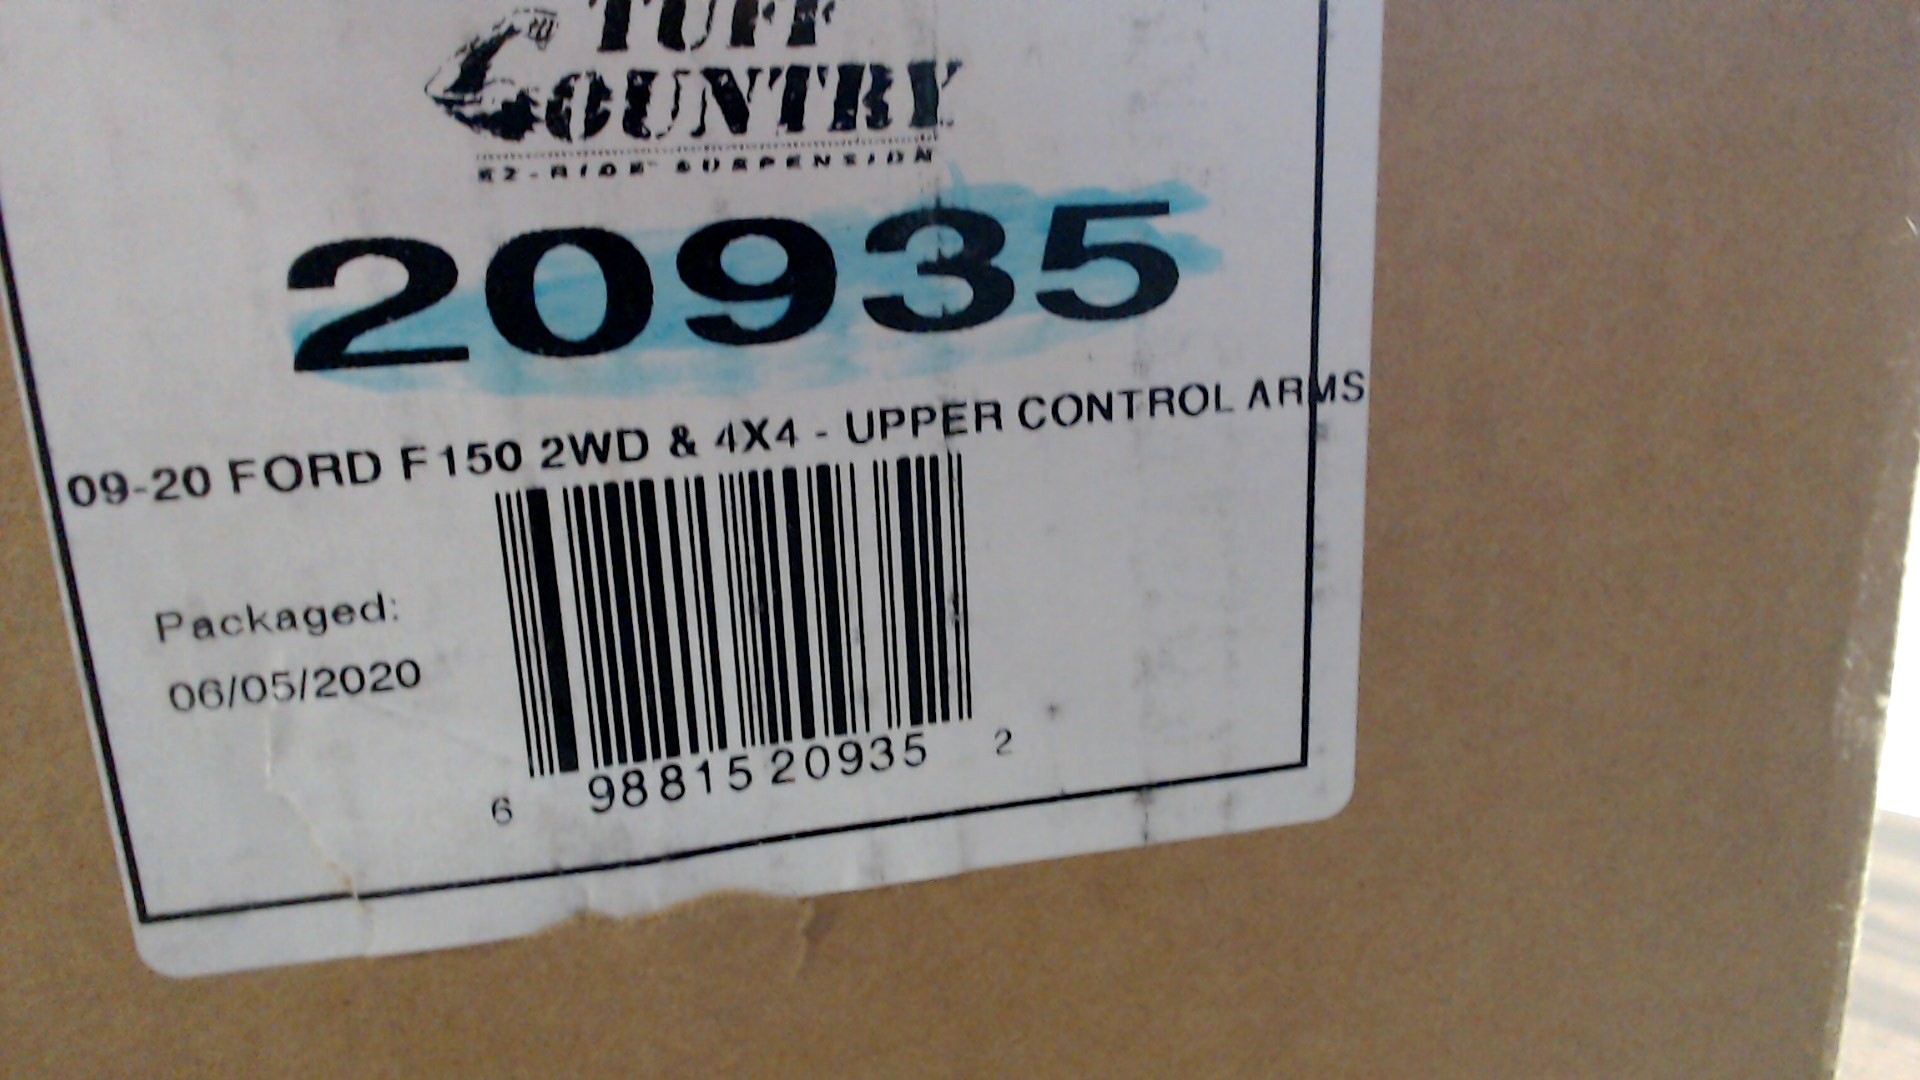 TUFF
COUNTRY
EZ-RIDE SUSPENSION
20935
09-20 FORD F150 2WD & 4X4 - UPPER CONTROL ARMS
Packaged:
06/05/2020
6 98815 20935 2